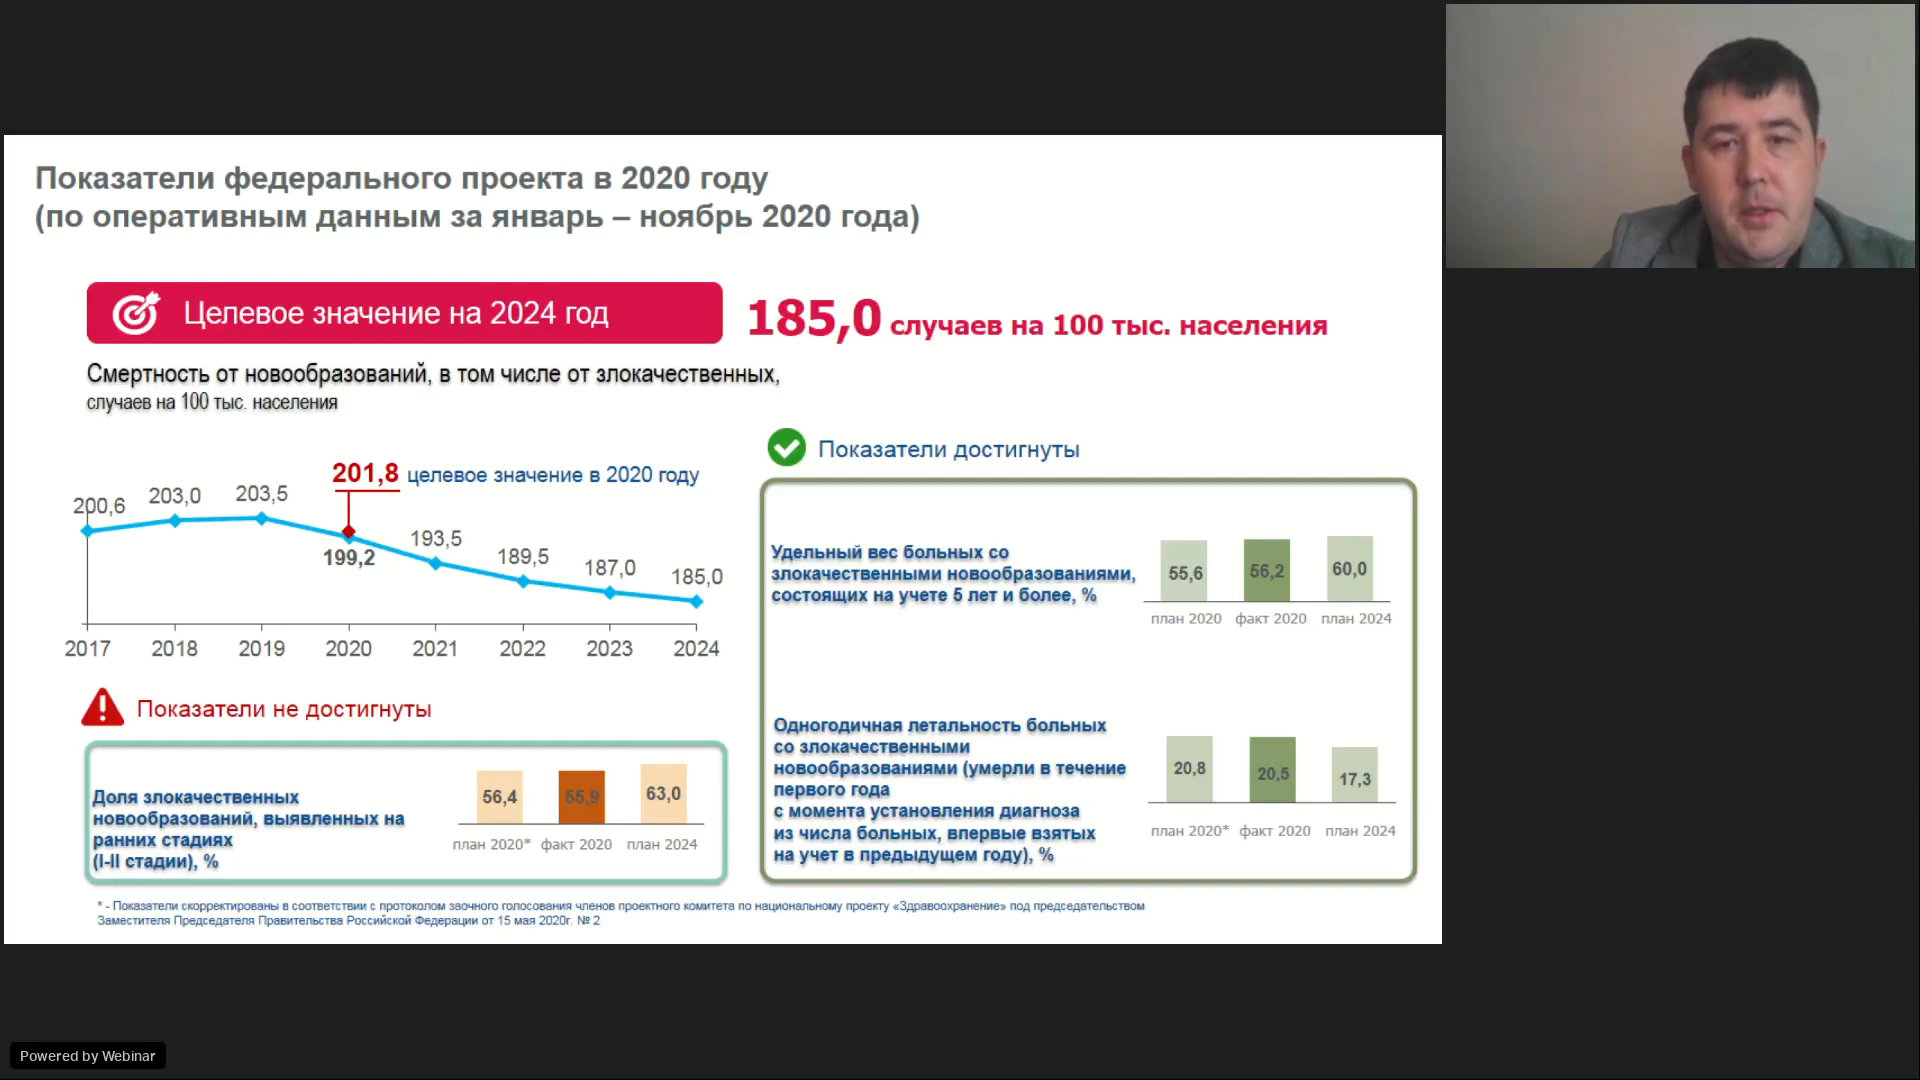 Показатели федерального проекта в 2020 году
(по оперативным данным за январь – ноябрь 2020 года)
Целевое значение на 2024 год
185,0 случаев на 100 тыс. населения
Смертность от новообразований, в том числе от злокачественных,
случаев на 100 тыс. населения
201,8 целевое значение в 2020 году
200,6 203,0 203,5 199,2 193,5 189,5 187,0 185,0
2017 2018 2019 2020 2021 2022 2023 2024
Показатели не достигнуты
Доля злокачественных
новообразований, выявленных на
ранних стадиях
(I-II стадии), %
56,4 55,9 63,0
план 2020* факт 2020 план 2024
Показатели достигнуты
Удельный вес больных со
злокачественными новообразованиями,
состоящих на учете 5 лет и более, %
55,6 56,2 60,0
план 2020 факт 2020 план 2024
Одногодичная летальность больных
со злокачественными
новообразованиями (умерли в течение
первого года
с момента установления диагноза
из числа больных, впервые взятых
на учет в предыдущем году), %
20,8 20,5 17,3
план 2020* факт 2020 план 2024
* - Показатели скорректированы в соответствии с протоколом заочного голосования членов проектного комитета по национальному проекту «Здравоохранение» под председательством
Заместителя Председателя Правительства Российской Федерации от 15 мая 2020г. № 2
Powered by Webinar